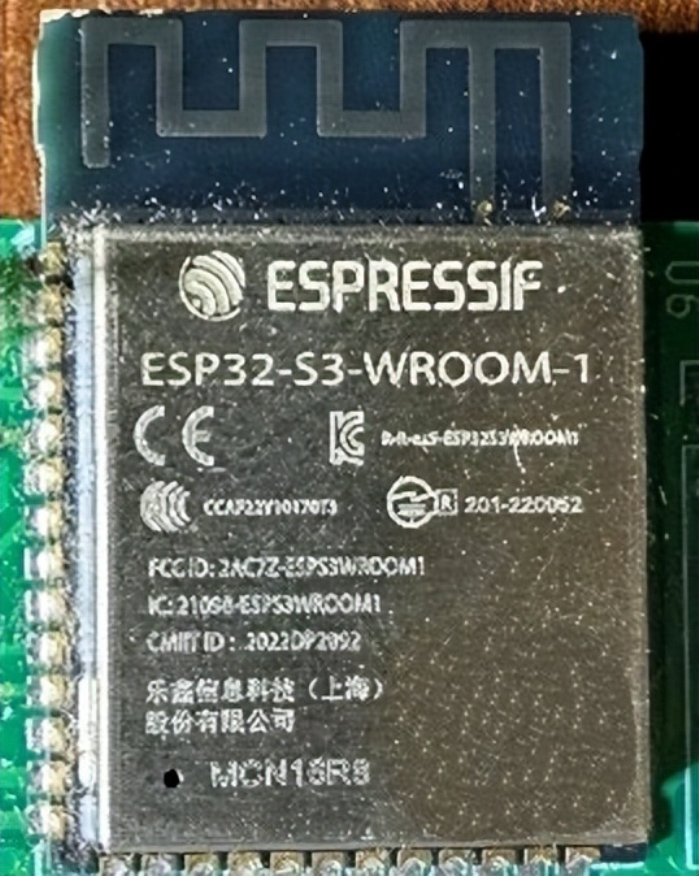 ESPRESSIF
ESP32-S3-WROOM-1
CE
R 201-220052
FCC ID: 2AC7Z-ESPS3WROOM1
IC: 21098-ESPS3WROOM1
CMIIT ID: 2022DP2092
乐鑫信息科技（上海）
股份有限公司
MCN16R8